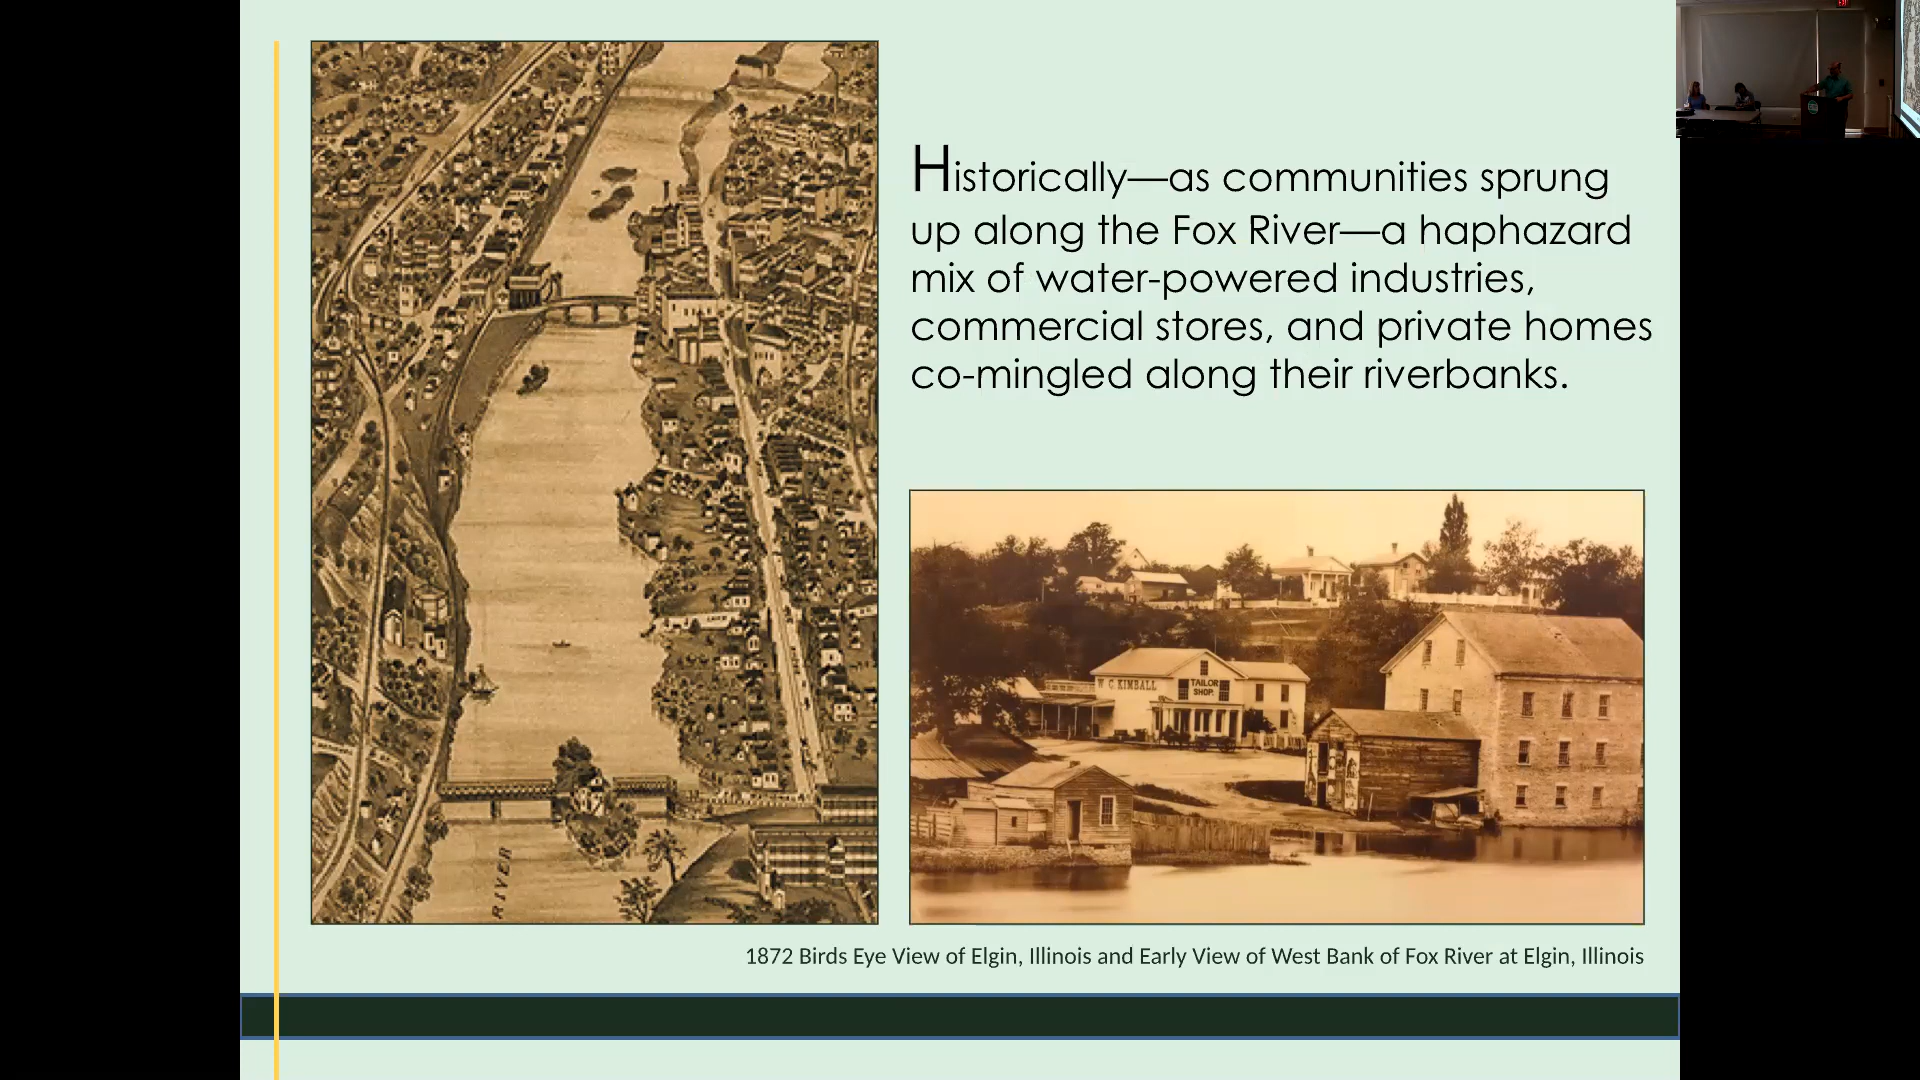 Historically—as communities sprung
up along the Fox River—a haphazard
mix of water-powered industries,
commercial stores, and private homes
co-mingled along their riverbanks.
W C. KIMBALL
TAILOR
SHOP.
RIVER
1872 Birds Eye View of Elgin, Illinois and Early View of West Bank of Fox River at Elgin, Illinois